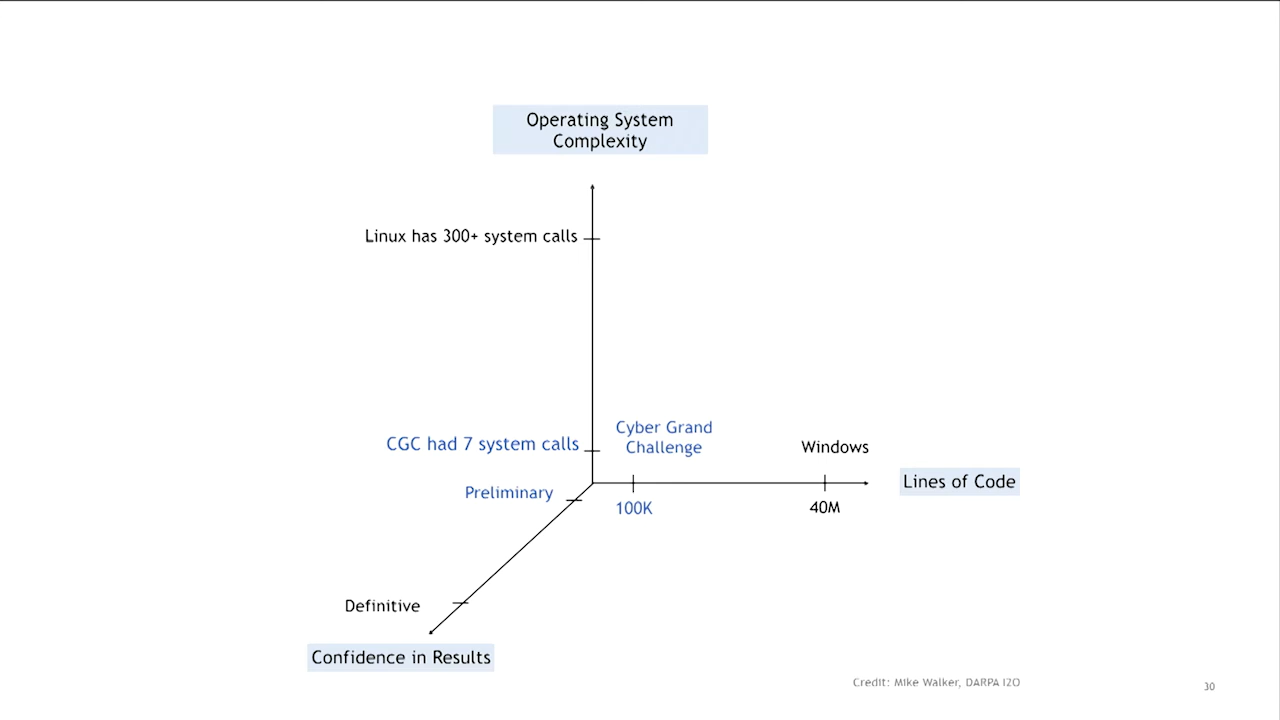 Operating System
Complexity
Linux has 300+ system calls
CGC had 7 system calls
Cyber Grand
Challenge
Windows
Lines of Code
Preliminary
100K
40M
Definitive
Confidence in Results
Credit: Mike Walker, DARPA I2O
30